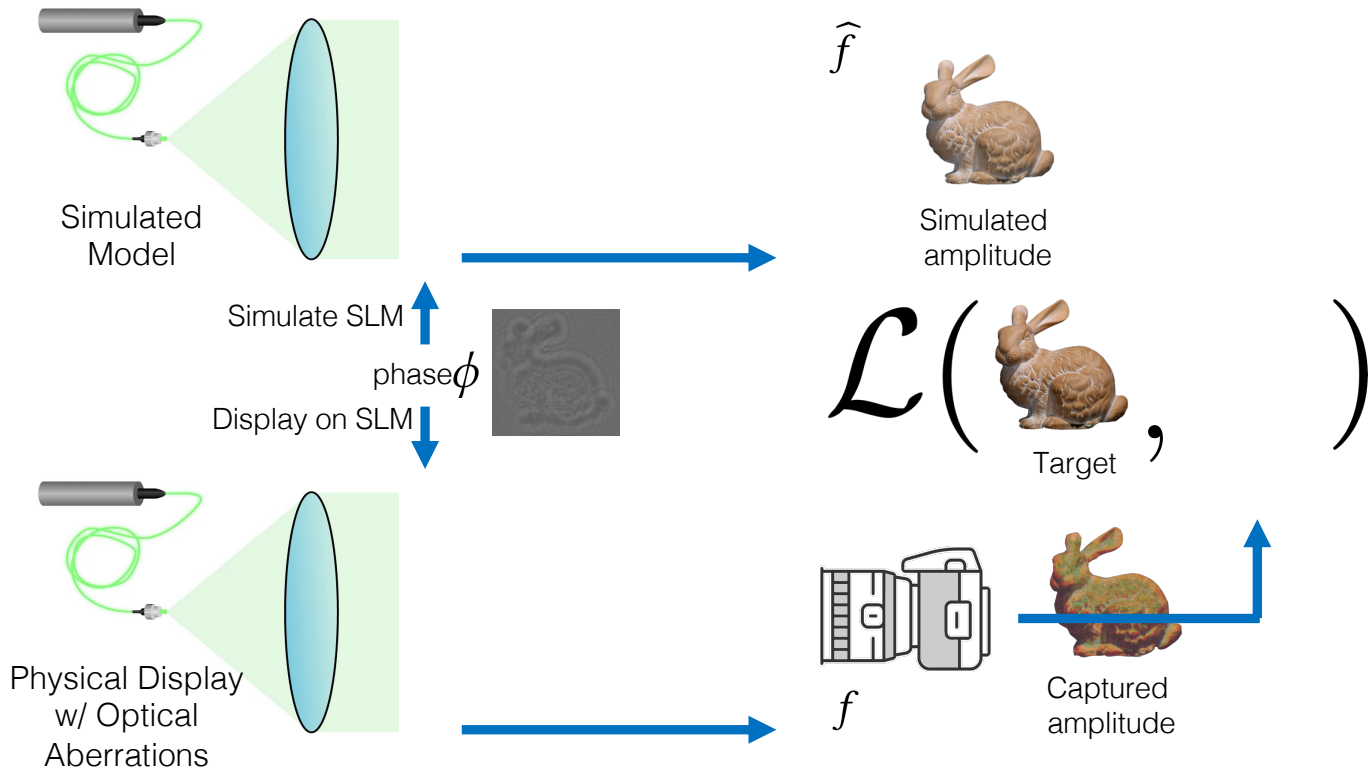 Simulated
Model
Simulate SLM
phase ϕ
Display on SLM
Physical Display
w/ Optical
Aberrations
f̂
Simulated
amplitude
ℒ( , )
Target
f
Captured
amplitude